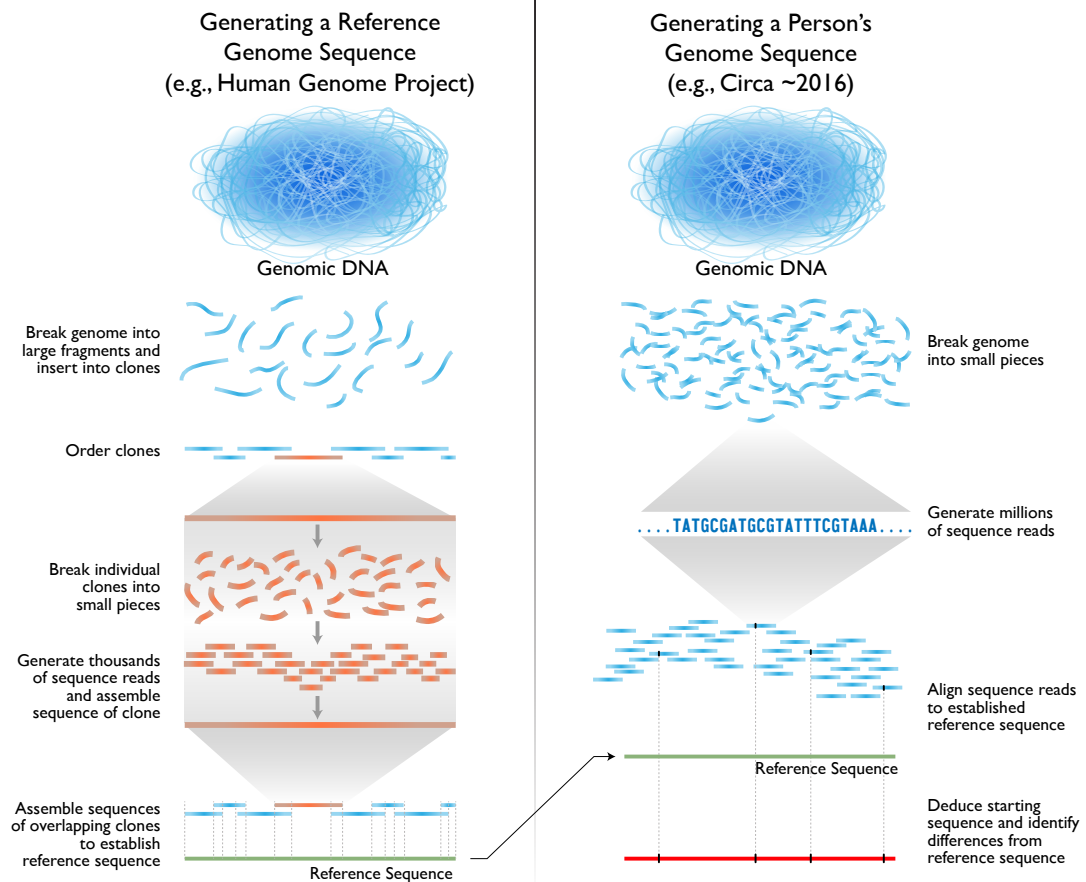 Generating a Reference
Genome Sequence
(e.g., Human Genome Project)
Genomic DNA
Break genome into
large fragments and
insert into clones
Order clones
Break individual
clones into
small pieces
Generate thousands
of sequence reads
and assemble
sequence of clone
Assemble sequences
of overlapping clones
to establish
reference sequence
Reference Sequence
Generating a Person's
Genome Sequence
(e.g., Circa ~2016)
Genomic DNA
Break genome
into small pieces
Generate millions
of sequence reads
....TATGCGATGCGTATTTCGTAAA....
Align sequence reads
to established
reference sequence
Reference Sequence
Deduce starting
sequence and identify
differences from
reference sequence